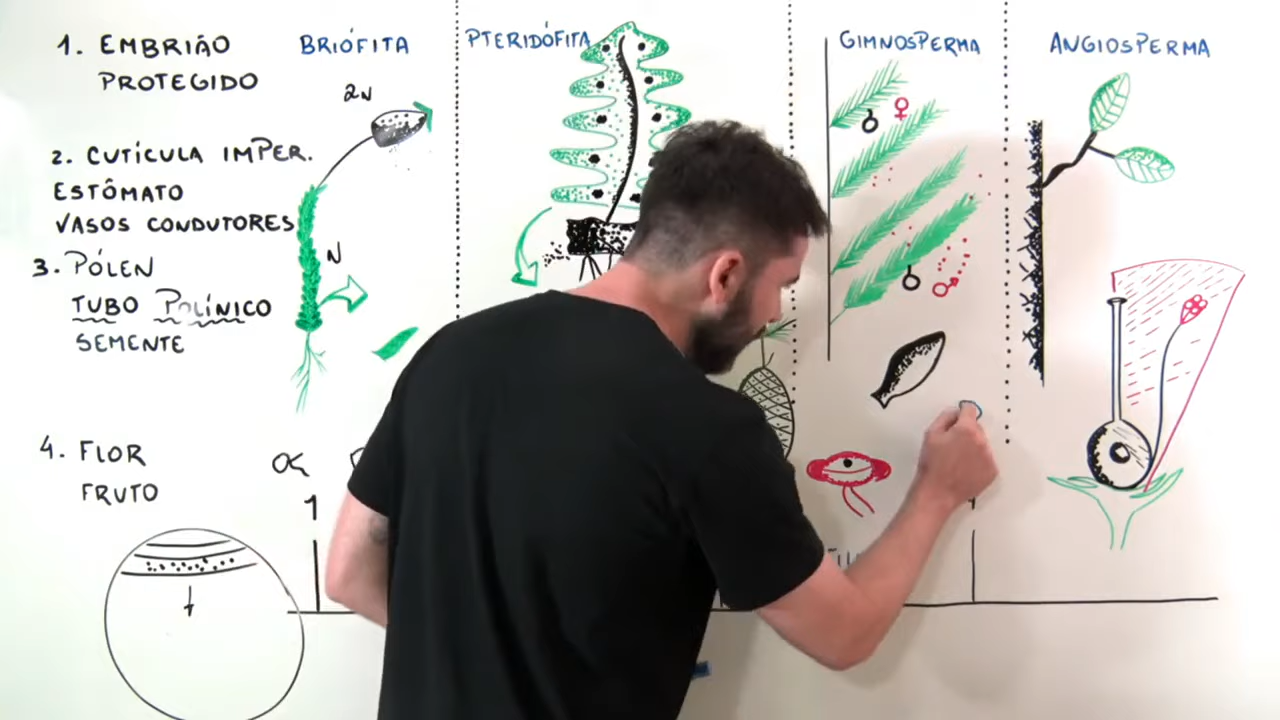 1. EMBRIÃO
PROTEGIDO
2. CUTÍCULA IMPER.
ESTÔMATO
VASOS CONDUTORES
3. PÓLEN
TUBO POLÍNICO
SEMENTE
4. FLOR
FRUTO
BRIÓFITA
2N
N
1
PTERIDÓFITA
GIMNOSPERMA
ANGIOSPERMA